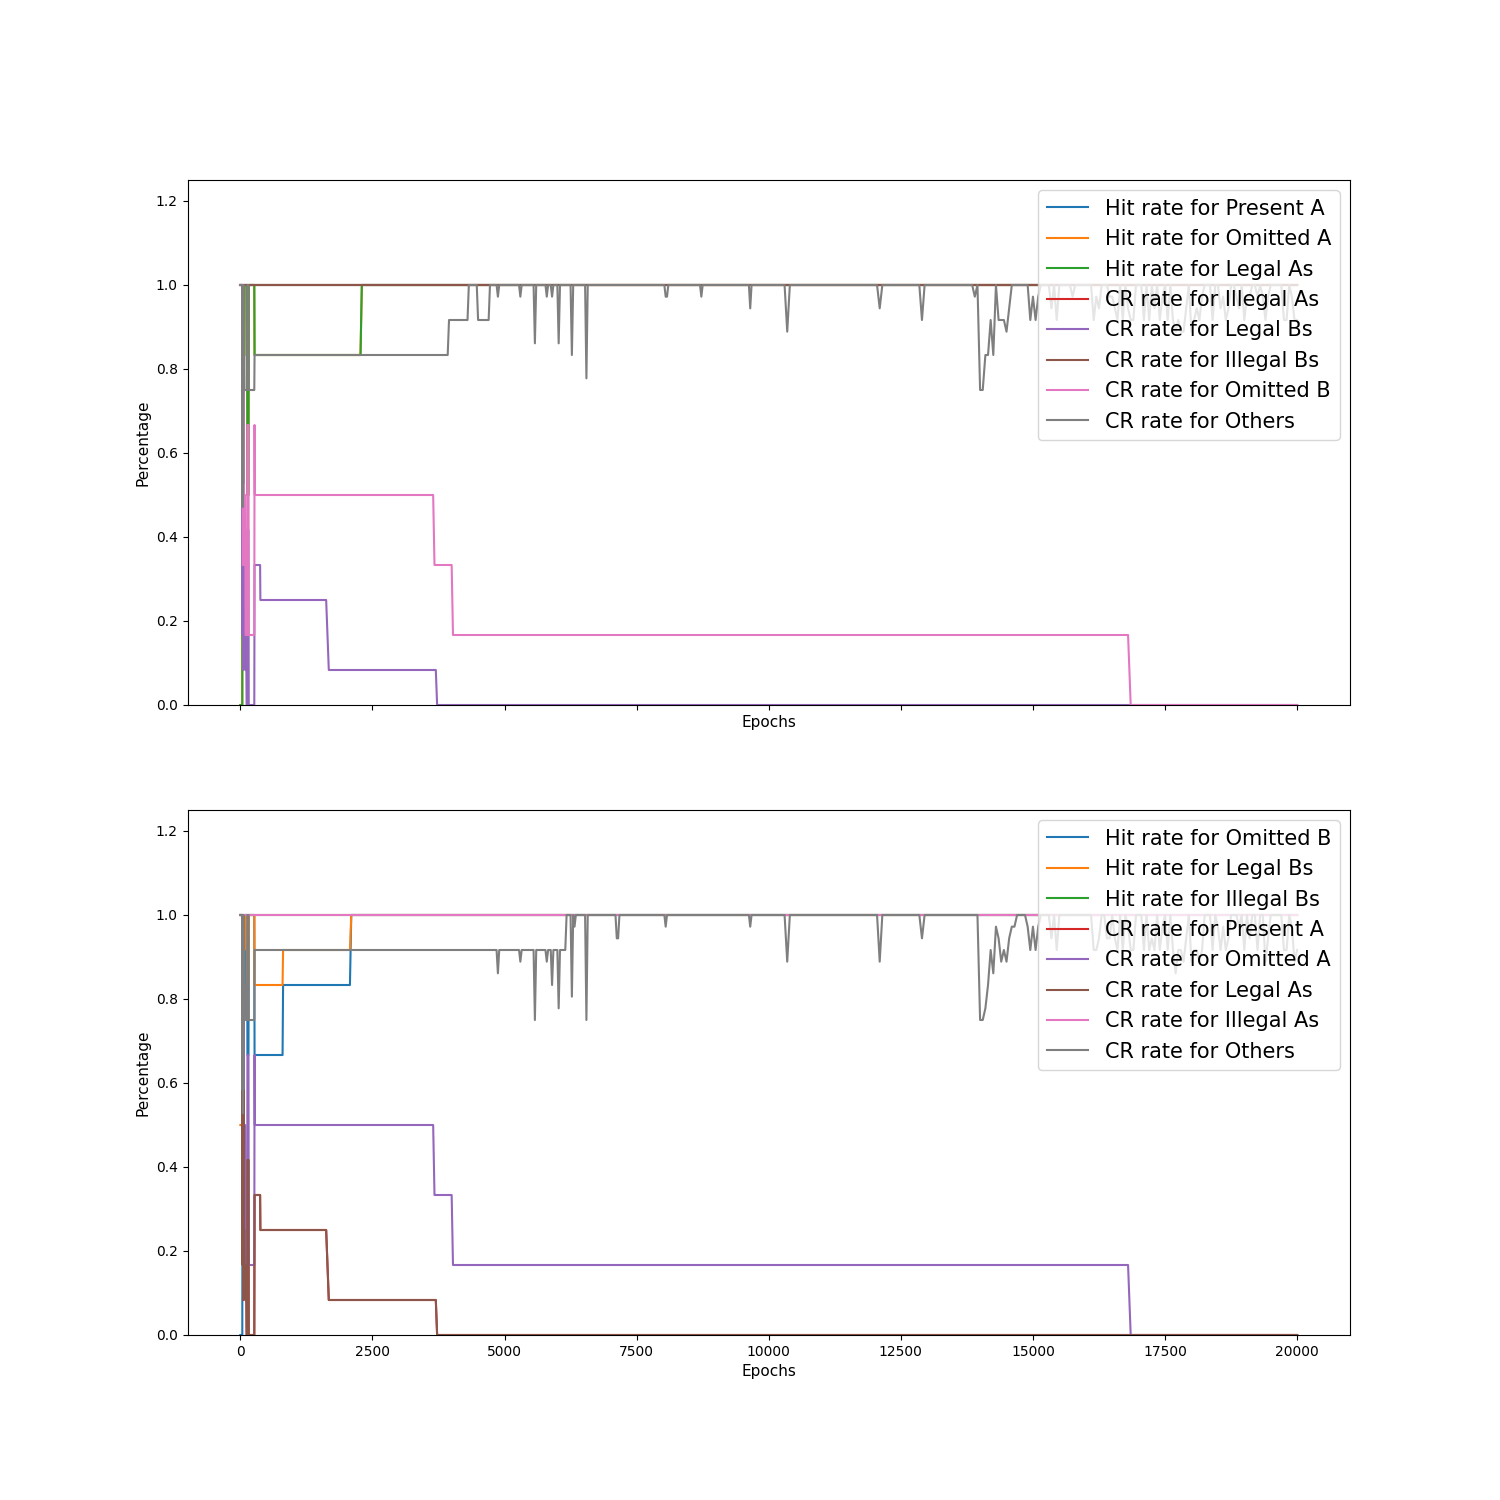 1.2
1.0
0.8
0.6
0.4
0.2
0.0
Percentage
Epochs
Hit rate for Present A
Hit rate for Omitted A
Hit rate for Legal As
CR rate for Illegal As
CR rate for Legal Bs
CR rate for Illegal Bs
CR rate for Omitted B
CR rate for Others
1.2
1.0
0.8
0.6
0.4
0.2
0.0
Percentage
0 2500 5000 7500 10000 12500 15000 17500 20000
Epochs
Hit rate for Omitted B
Hit rate for Legal Bs
Hit rate for Illegal Bs
CR rate for Present A
CR rate for Omitted A
CR rate for Legal As
CR rate for Illegal As
CR rate for Others